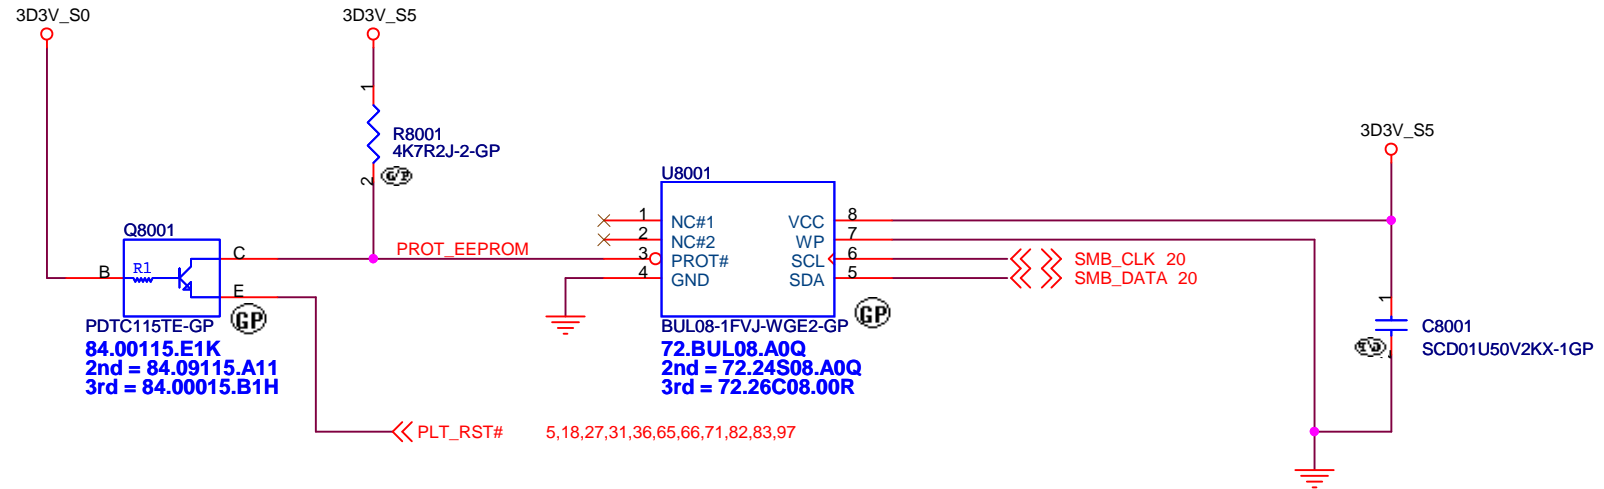 3D3V_S0
3D3V_S5
1
R8001
4K7R2J-2-GP
2
G/P
3D3V_S5
U8001
1 NC#1
2 NC#2
3 PROT#
4 GND
VCC 8
WP 7
SCL 6
SDA 5
PROT_EEPROM
Q8001
R1
B
C
E
GP
PDTC115TE-GP
84.00115.E1K
2nd = 84.09115.A11
3rd = 84.00015.B1H
GP
BUL08-1FVJ-WGE2-GP
72.BUL08.A0Q
2nd = 72.24S08.A0Q
3rd = 72.26C08.00R
SMB_CLK 20
SMB_DATA 20
1
C8001
SCD01U50V2KX-1GP
PLT_RST# 5,18,27,31,36,65,66,71,82,83,97